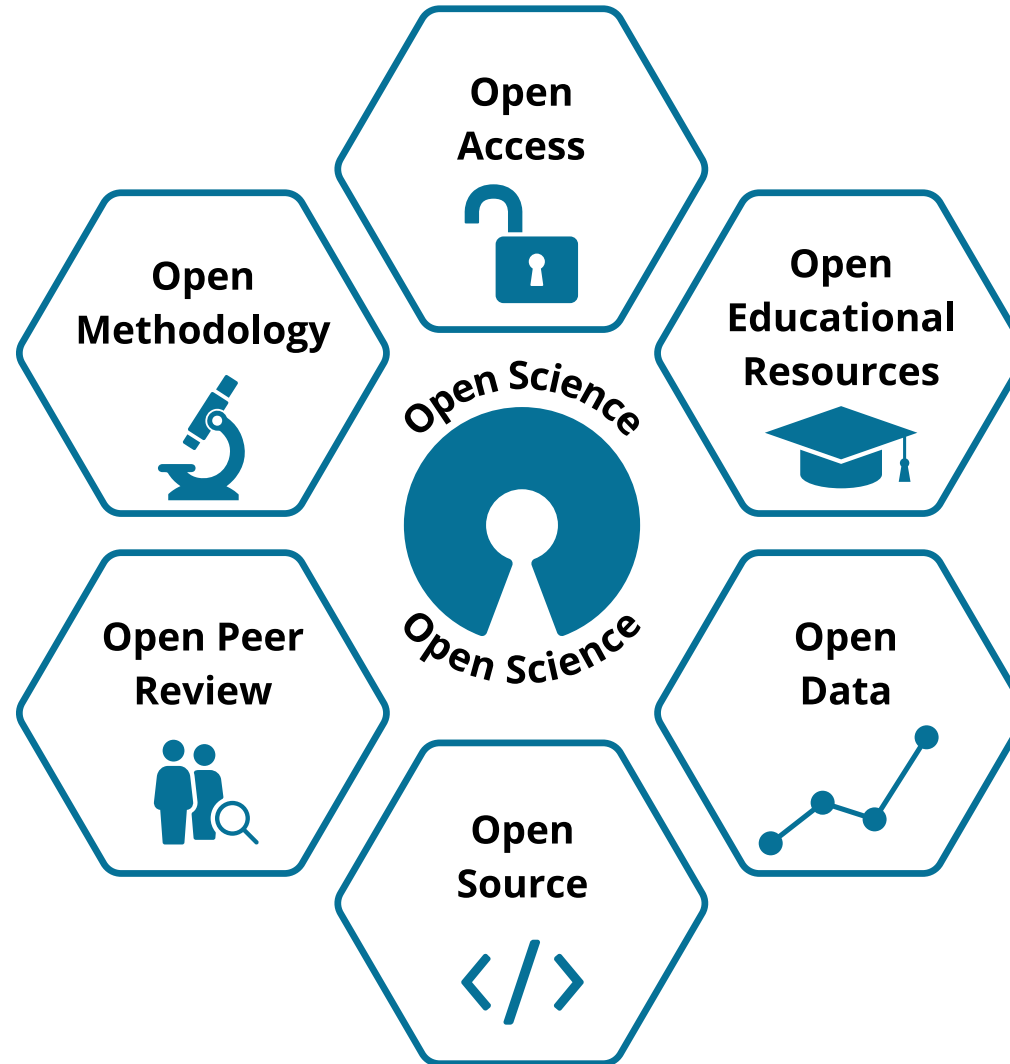 Open
Access
Open
Methodology
Open
Educational
Resources
Open Science
Open Science
Open Peer
Review
Open
Data
Open
Source
</>